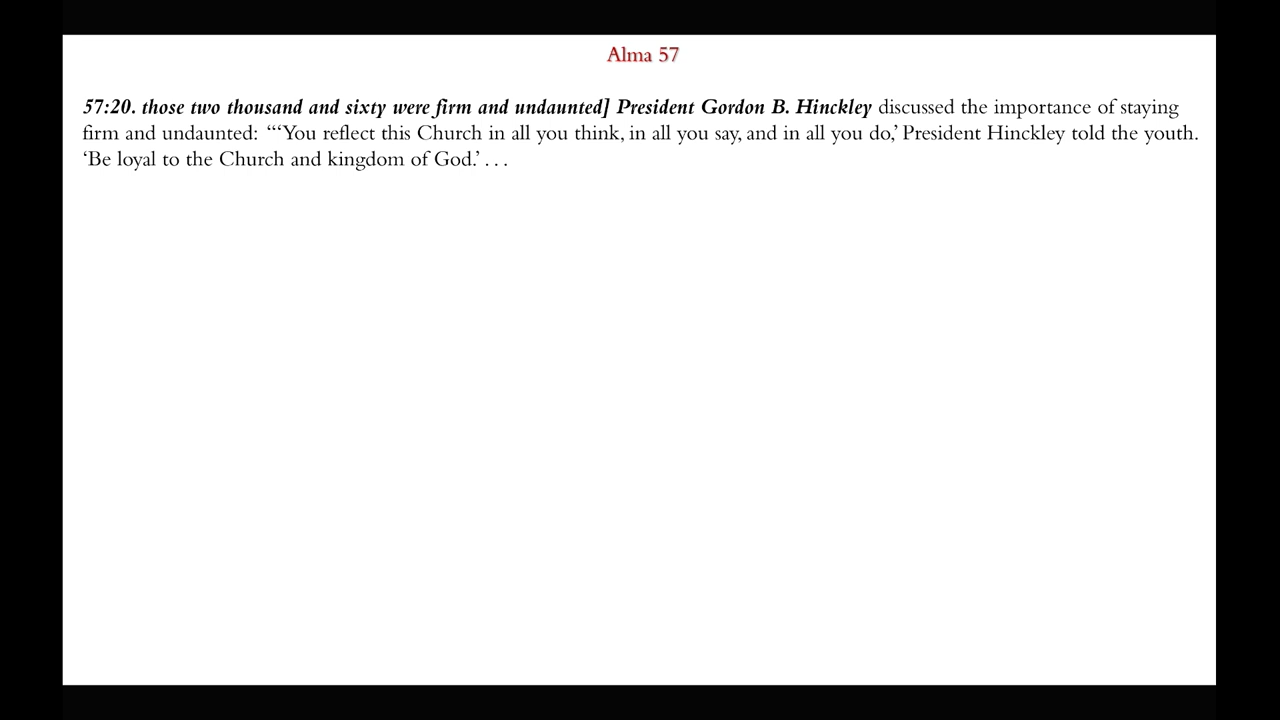 Alma 57
57:20. those two thousand and sixty were firm and undaunted] President Gordon B. Hinckley discussed the importance of staying
firm and undaunted: “‘You reflect this Church in all you think, in all you say, and in all you do,’ President Hinckley told the youth.
‘Be loyal to the Church and kingdom of God.’ . . .